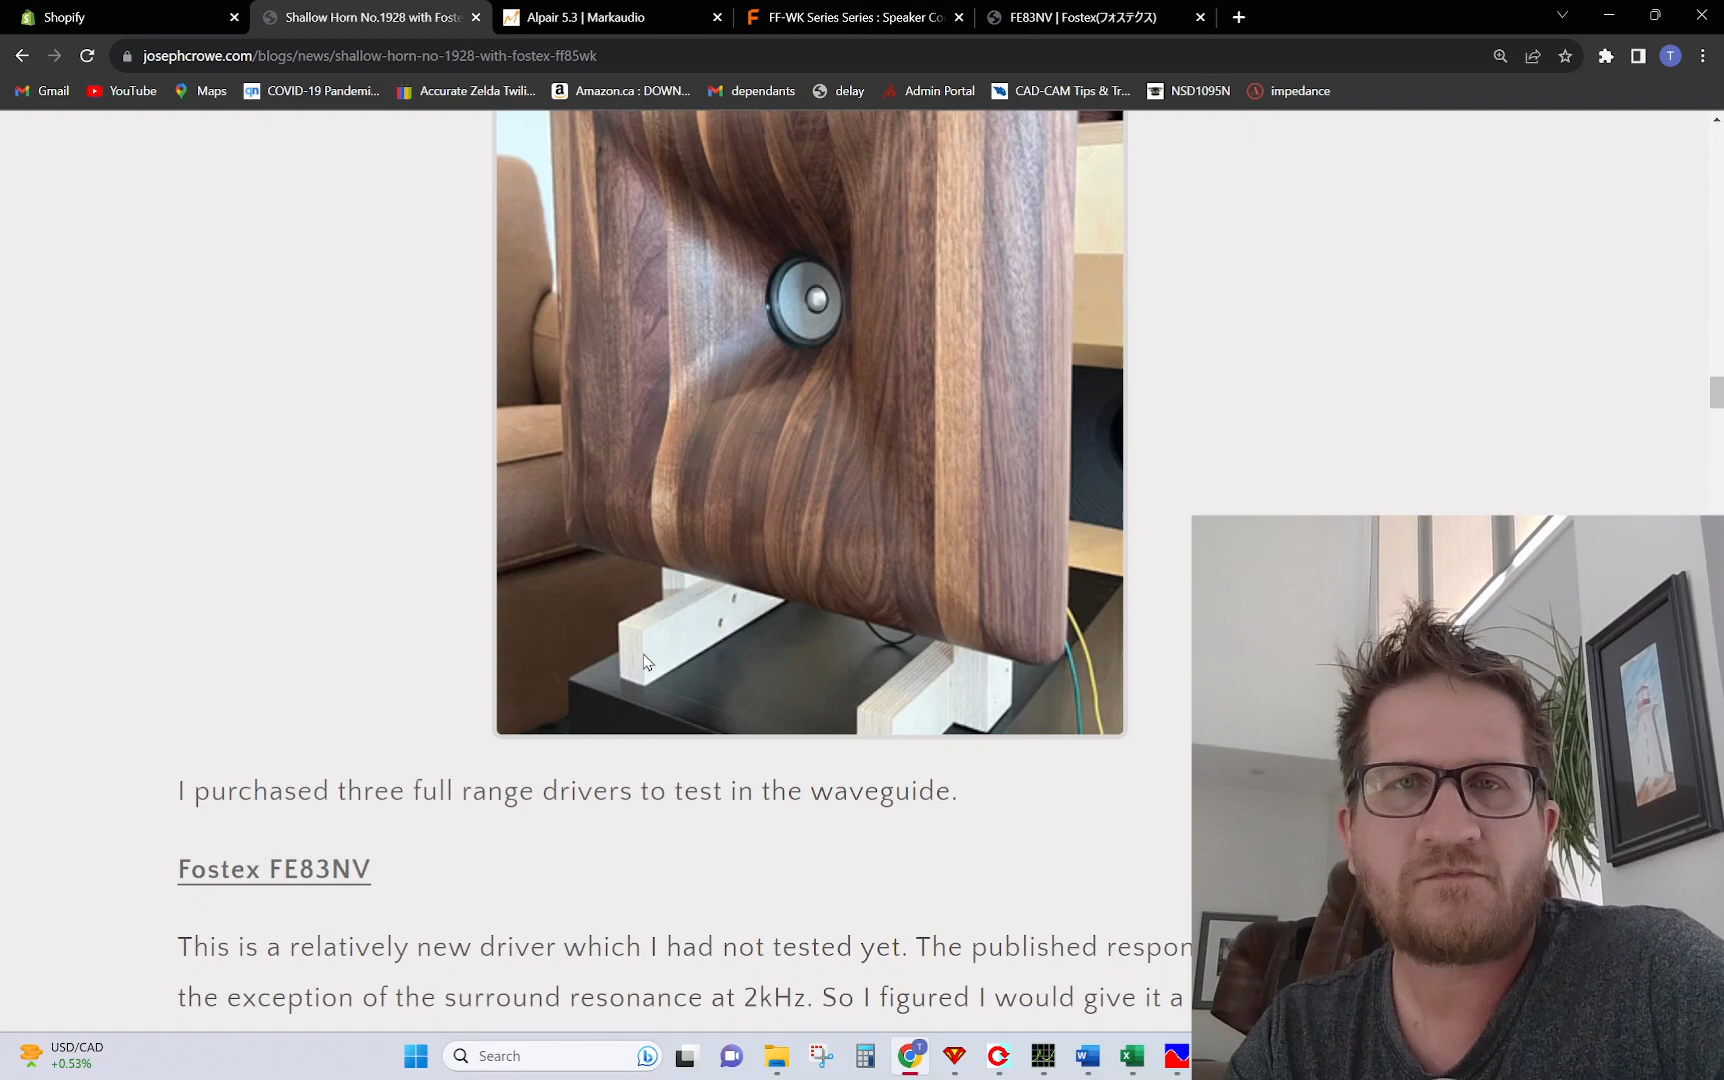 Shopify
Shallow Horn No.1928 with Foste
Alpair 5.3 | Markaudio
FF-WK Series Series : Speaker Co
FE83NV | Fostex(フォステクス)
josephcrowe.com/blogs/news/shallow-horn-no-1928-with-fostex-ff85wk
T
Gmail
YouTube
Maps
COVID-19 Pandemi...
Accurate Zelda Twili...
Amazon.ca : DOWN...
dependants
delay
Admin Portal
CAD-CAM Tips & Tr...
NSD1095N
impedance
I purchased three full range drivers to test in the waveguide.
Fostex FE83NV
This is a relatively new driver which I had not tested yet. The published respon
the exception of the surround resonance at 2kHz. So I figured I would give it a
USD/CAD
+0.53%
Search